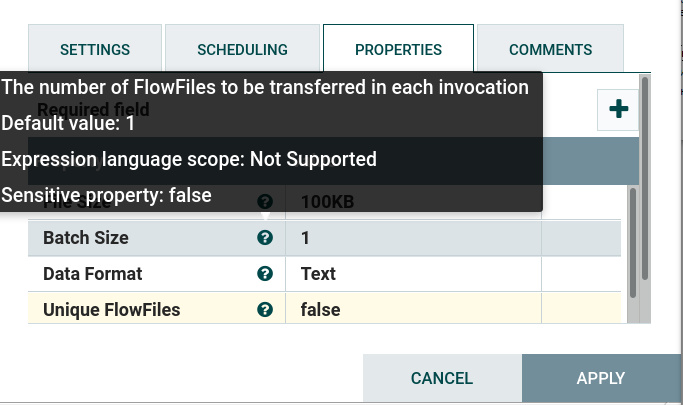 SETTINGS
SCHEDULING
PROPERTIES
COMMENTS
The number of FlowFiles to be transferred in each invocation
Required field
Default value: 1
Expression language scope: Not Supported
Sensitive property: false
File Size ? 100KB
Batch Size ? 1
Data Format ? Text
Unique FlowFiles ? false
CANCEL
APPLY